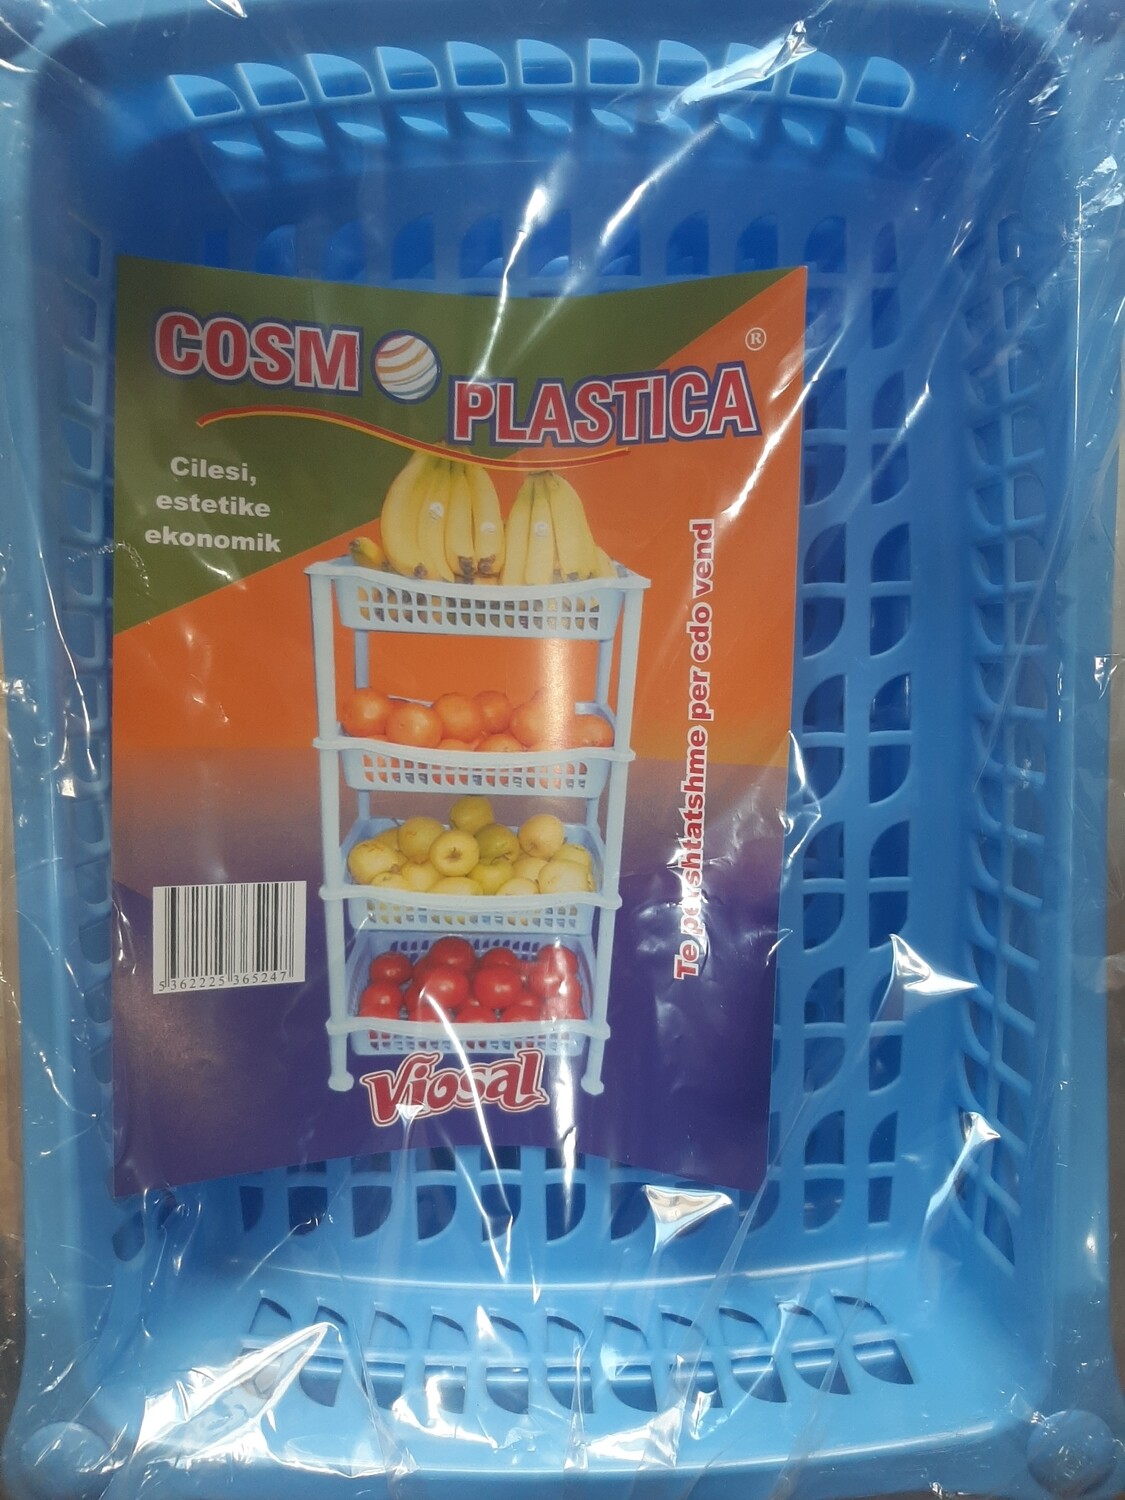 COSM PLASTICA ®
Cilesi,
estetike
ekonomik
Te pershtatshme per cdo vend
5 362225 365247
Viosal